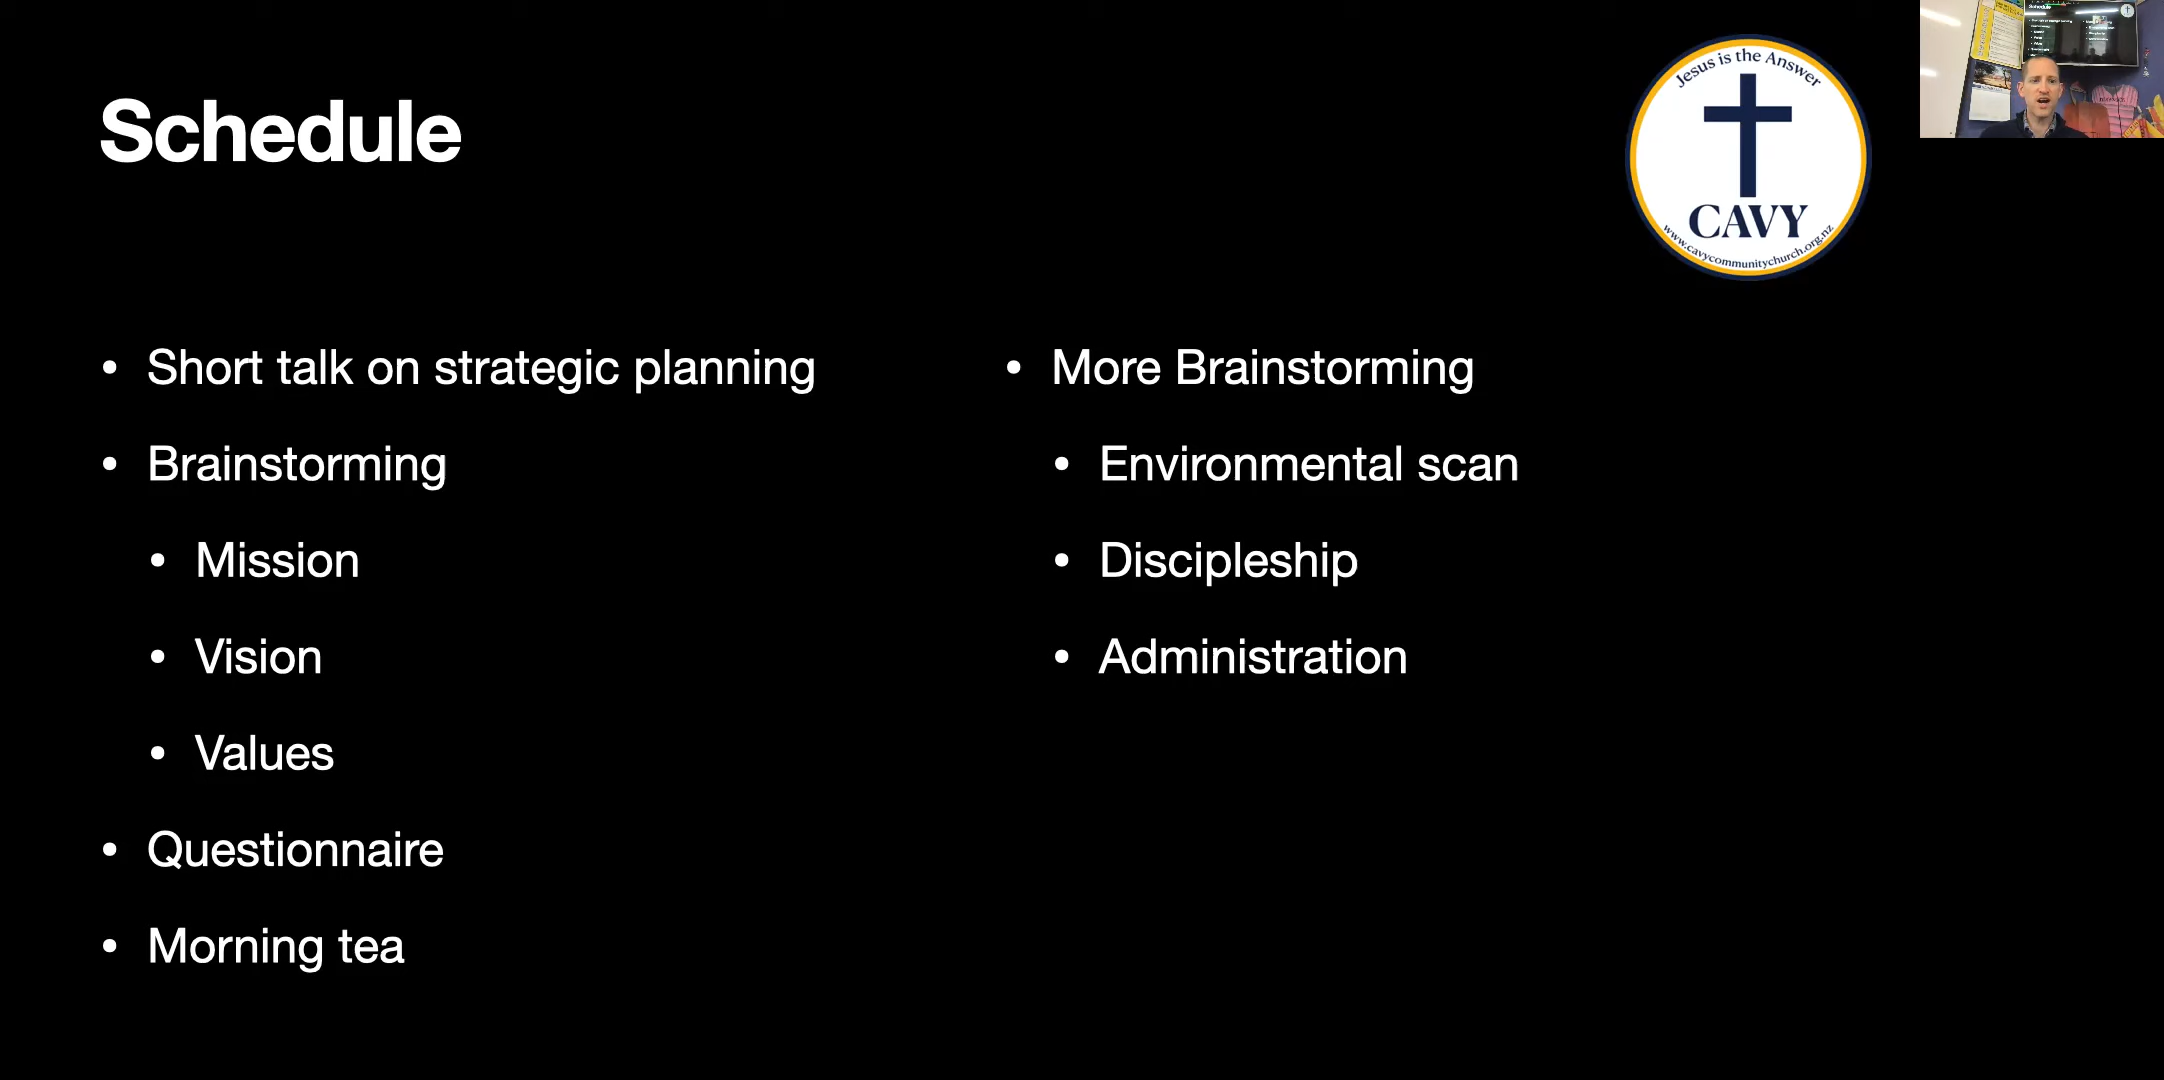 Schedule
Jesus is the Answer
CAVY
www.cavycommunitychurch.org.nz
• Short talk on strategic planning
• Brainstorming
• Mission
• Vision
• Values
• Questionnaire
• Morning tea
• More Brainstorming
• Environmental scan
• Discipleship
• Administration